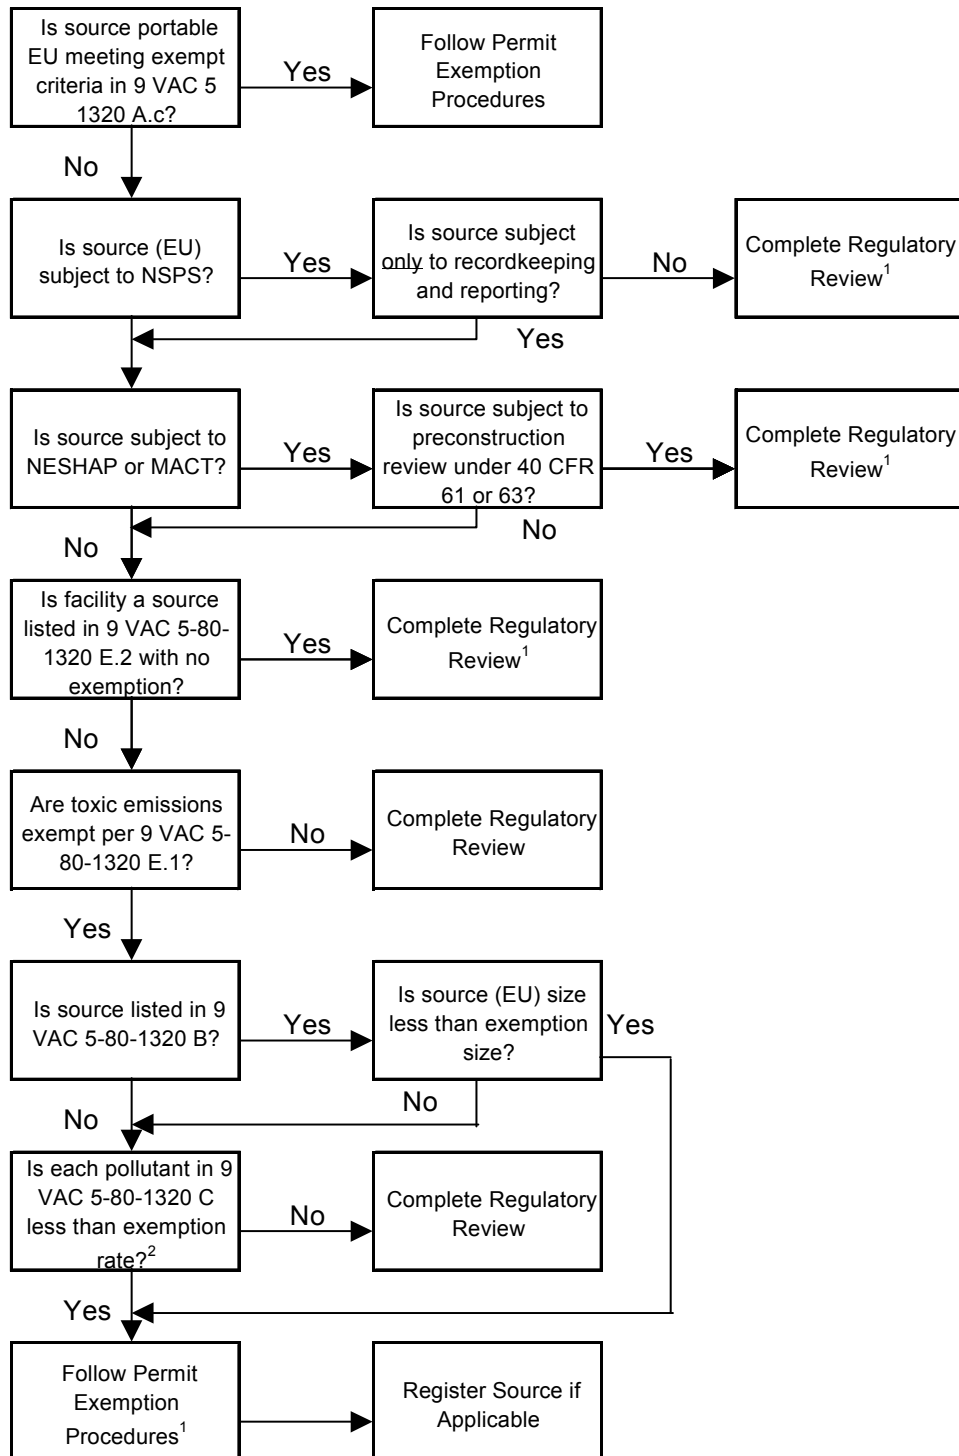 Is source portable
EU meeting exempt
criteria in 9 VAC 5
1320 A.c?
Yes
Follow Permit
Exemption
Procedures
No
Is source (EU)
subject to NSPS?
Yes
Is source subject
only to recordkeeping
and reporting?
No
Complete Regulatory
Review1
Yes
Is source subject to
NESHAP or MACT?
Yes
Is source subject to
preconstruction
review under 40 CFR
61 or 63?
Yes
Complete Regulatory
Review1
No
No
Is facility a source
listed in 9 VAC 5-80-
1320 E.2 with no
exemption?
Yes
Complete Regulatory
Review1
No
Are toxic emissions
exempt per 9 VAC 5-
80-1320 E.1?
No
Complete Regulatory
Review
Yes
Is source listed in 9
VAC 5-80-1320 B?
Yes
Is source (EU) size
less than exemption
size?
Yes
No
No
Is each pollutant in 9
VAC 5-80-1320 C
less than exemption
rate?2
No
Complete Regulatory
Review
Yes
Follow Permit
Exemption
Procedures1
Register Source if
Applicable